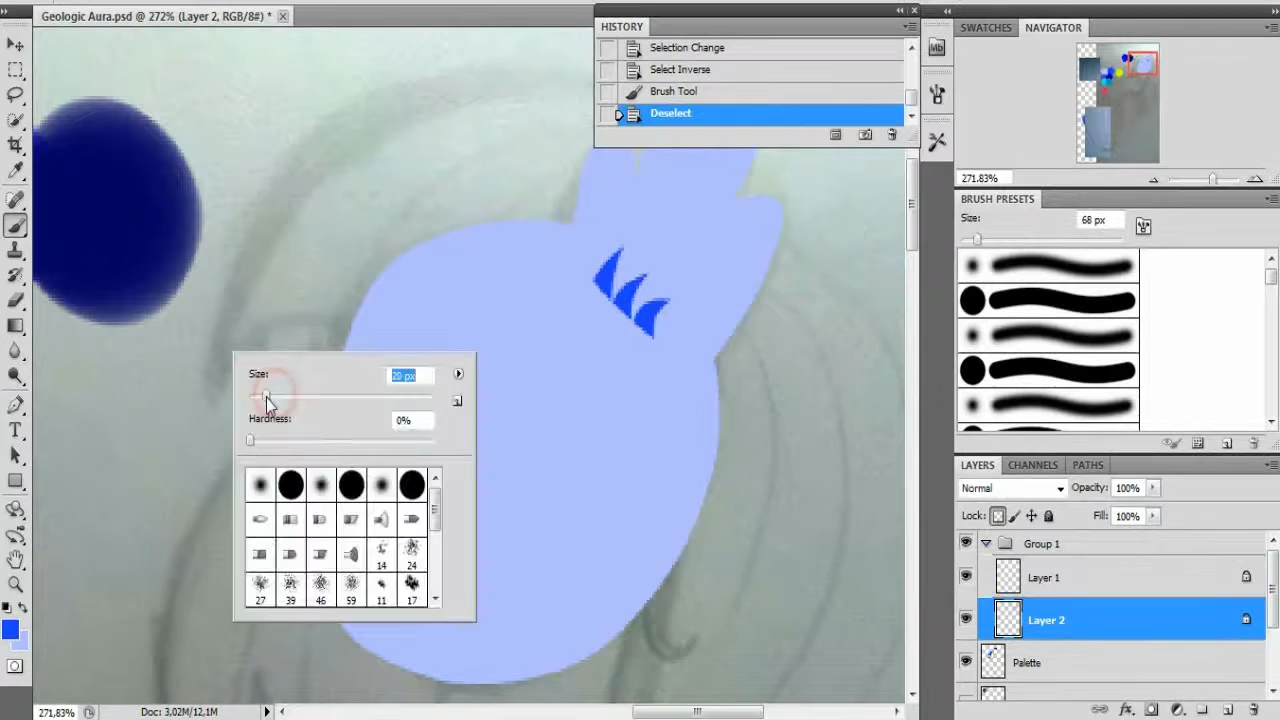 Geologic Aura.psd @ 272% (Layer 2, RGB/8#) *
HISTORY
Selection Change
Select Inverse
Brush Tool
Deselect
Mb
SWATCHES
NAVIGATOR
271.83%
BRUSH PRESETS
Size:
68 px
Size:
20 px
Hardness:
0%
14
24
27
39
46
59
11
17
LAYERS
CHANNELS
PATHS
Normal
Opacity:
100%
Lock:
Fill:
100%
Group 1
Layer 1
Layer 2
Palette
T
271,83%
Doc: 3,02M/12,1M